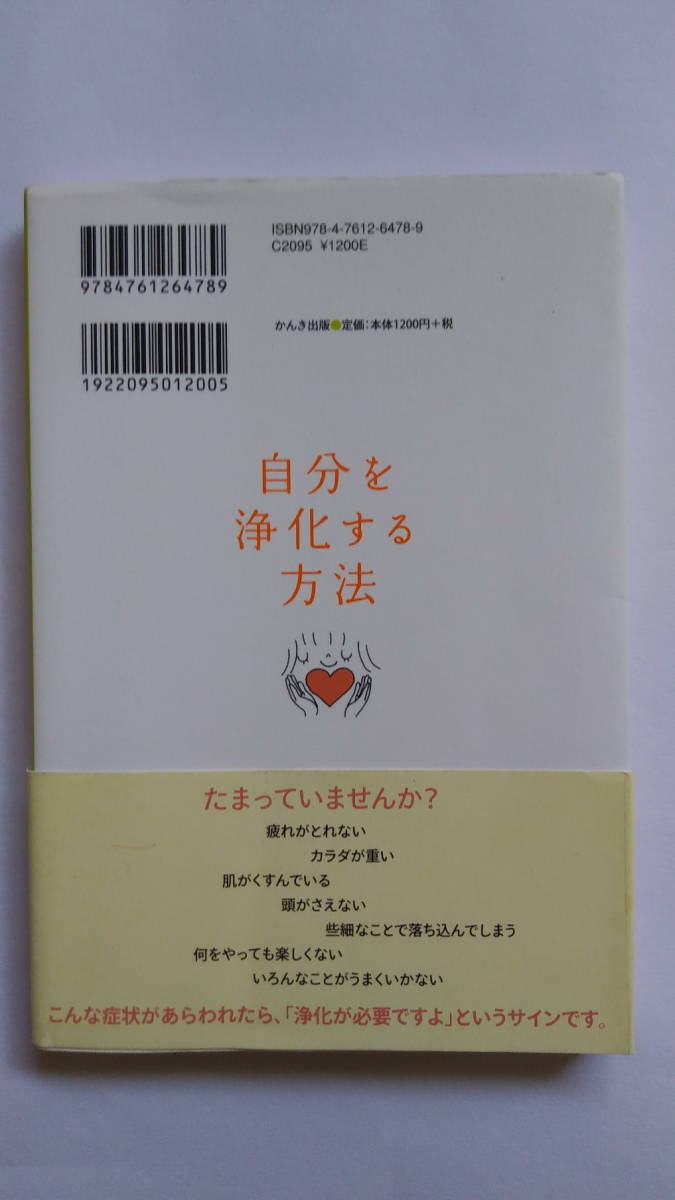 ISBN978-4-7612-6478-9
C2095 ¥1200E
9784761264789
かんき出版●定価：本体1200円＋税
1922095012005
自分を
浄化する
方法
たまっていませんか？
疲れがとれない
カラダが重い
肌がくすんでいる
頭がさえない
些細なことで落ち込んでしまう
何をやっても楽しくない
いろんなことがうまくいかない
こんな症状があらわれたら、「浄化が必要ですよ」というサインです。